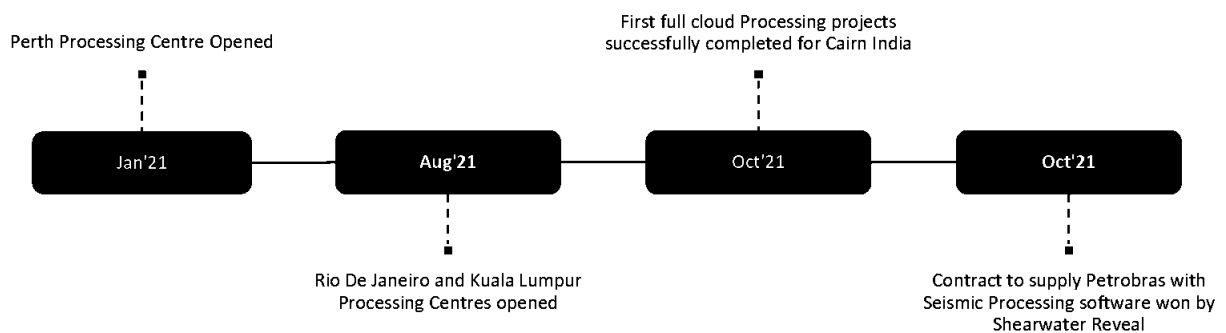 Perth Processing Centre Opened
First full cloud Processing projects
successfully completed for Cairn India
Jan'21
Aug'21
Oct'21
Oct'21
Rio De Janeiro and Kuala Lumpur
Processing Centres opened
Contract to supply Petrobras with
Seismic Processing software won by
Shearwater Reveal